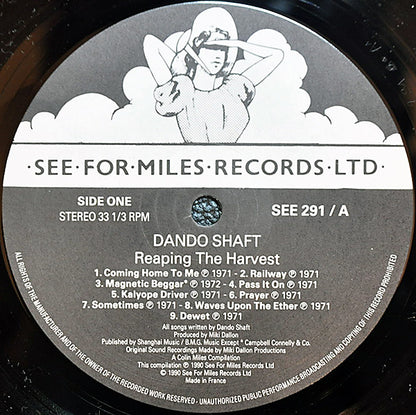 ·SEE·FOR·MILES·RECORDS·LTD·
SIDE ONE
STEREO 33 1/3 RPM
SEE 291 / A
DANDO SHAFT
Reaping The Harvest
1. Coming Home To Me ℗ 1971 - 2. Railway ℗ 1971
3. Magnetic Beggar* ℗ 1972 - 4. Pass It On ℗ 1971
5. Kalyope Driver ℗ 1971 - 6. Prayer ℗ 1971
7. Sometimes ℗ 1971 - 8. Waves Upon The Ether ℗ 1971
9. Dewet ℗ 1971
All songs written by Dando Shaft
Produced by Miki Dallon
Published by Shanghai Music / B.M.G. Music Except * Campbell Connelly & Co.
Original Sound Recordings Made by Miki Dallon Productions
A Colin Miles Compilation
This compilation ℗ 1990 See For Miles Records Ltd
© 1990 See For Miles Records Ltd
Made in France
ALL RIGHTS OF THE MANUFACTURER AND OF THE OWNER OF THE RECORDED WORK RESERVED - UNAUTHORIZED PUBLIC PERFORMANCE BROADCASTING AND COPYING OF THIS RECORD PROHIBITED